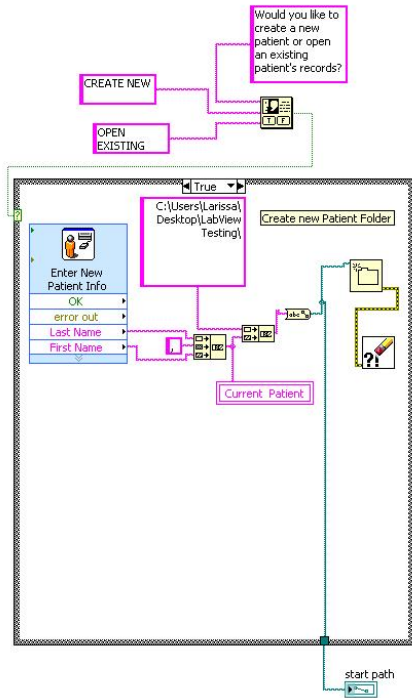 Would you like to
create a new
patient or open
an existing
patient's records?
CREATE NEW
OPEN
EXISTING
T F
True
?
C:\Users\Larissa\
Desktop\LabView
Testing\
Create new Patient Folder
Enter New
Patient Info
OK
error out
Last Name
First Name
,
abc
?!
Current Patient
start path